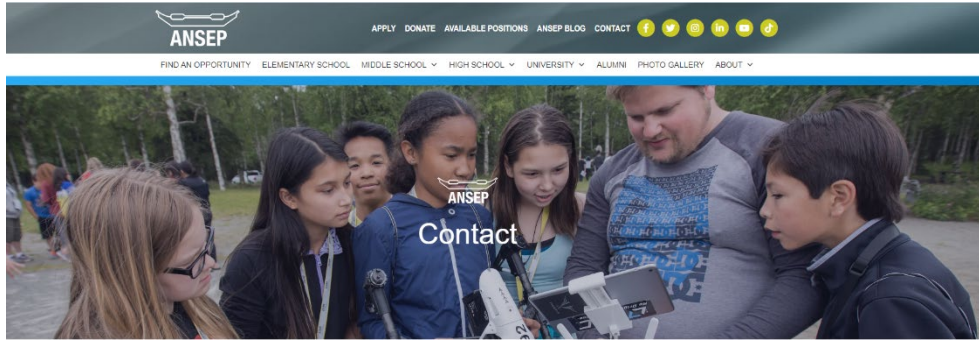 ANSEP
APPLY DONATE AVAILABLE POSITIONS ANSEP BLOG CONTACT
FIND AN OPPORTUNITY ELEMENTARY SCHOOL MIDDLE SCHOOL HIGH SCHOOL UNIVERSITY ALUMNI PHOTO GALLERY ABOUT
ANSEP
Contact